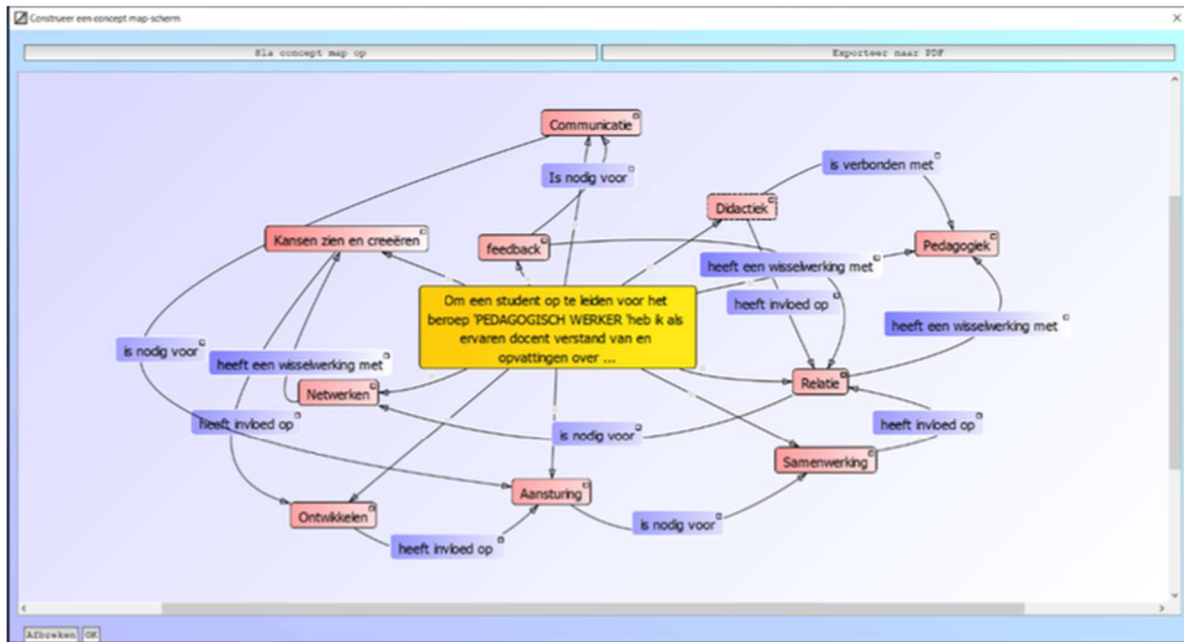 Construeer een concept map-scherm
Sla concept map op
Exporteer naar PDF
Communicatie
is verbonden met
Is nodig voor
Didactiek
Kansen zien en creeëren
feedback
Pedagogiek
heeft een wisselwerking met
Om een student op te leiden voor het
beroep 'PEDAGOGISCH WERKER 'heb ik als
ervaren docent verstand van en
opvattingen over ...
heeft invloed op
heeft een wisselwerking met
is nodig voor
heeft een wisselwerking met
Netwerken
Relatie
heeft invloed op
is nodig voor
heeft invloed op
Samenwerking
Aansturing
Ontwikkelen
is nodig voor
heeft invloed op
Afbreken
OK